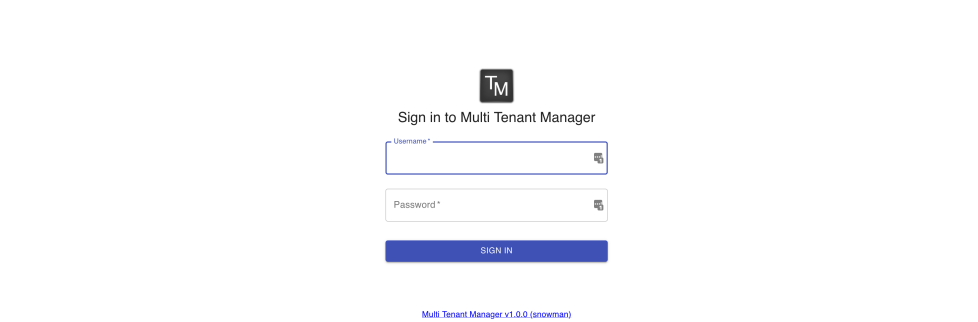 TM
Sign in to Multi Tenant Manager
Username *
Password *
SIGN IN
Multi Tenant Manager v1.0.0 (snowman)